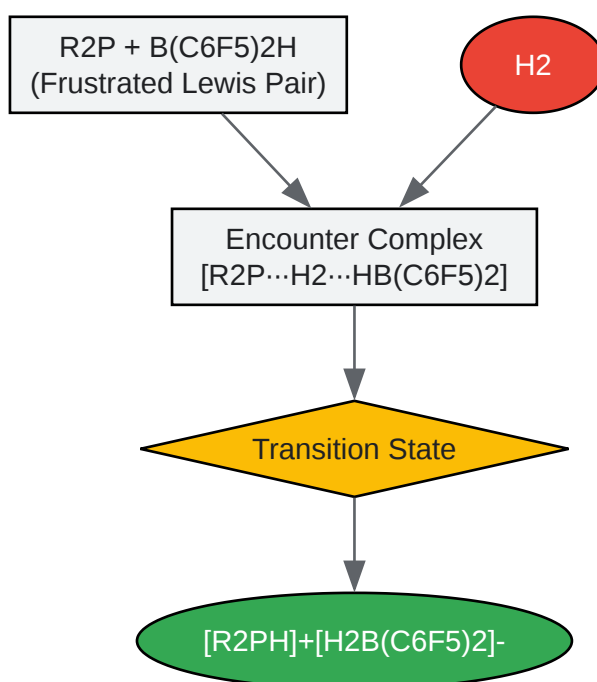 R2P + B(C6F5)2H
(Frustrated Lewis Pair)
H2
Encounter Complex
[R2P···H2···HB(C6F5)2]
Transition State
[R2PH]+[H2B(C6F5)2]-